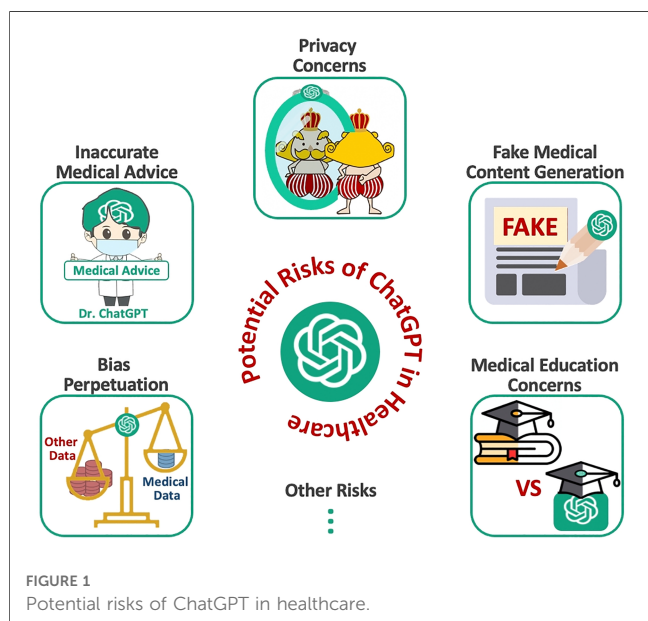 Privacy
Concerns
Inaccurate
Medical Advice
Medical Advice
Dr. ChatGPT
Fake Medical
Content Generation
FAKE
Potential Risks of ChatGPT in Healthcare
Bias
Perpetuation
Other
Data
Medical
Data
Medical Education
Concerns
VS
Other Risks
FIGURE 1
Potential risks of ChatGPT in healthcare.